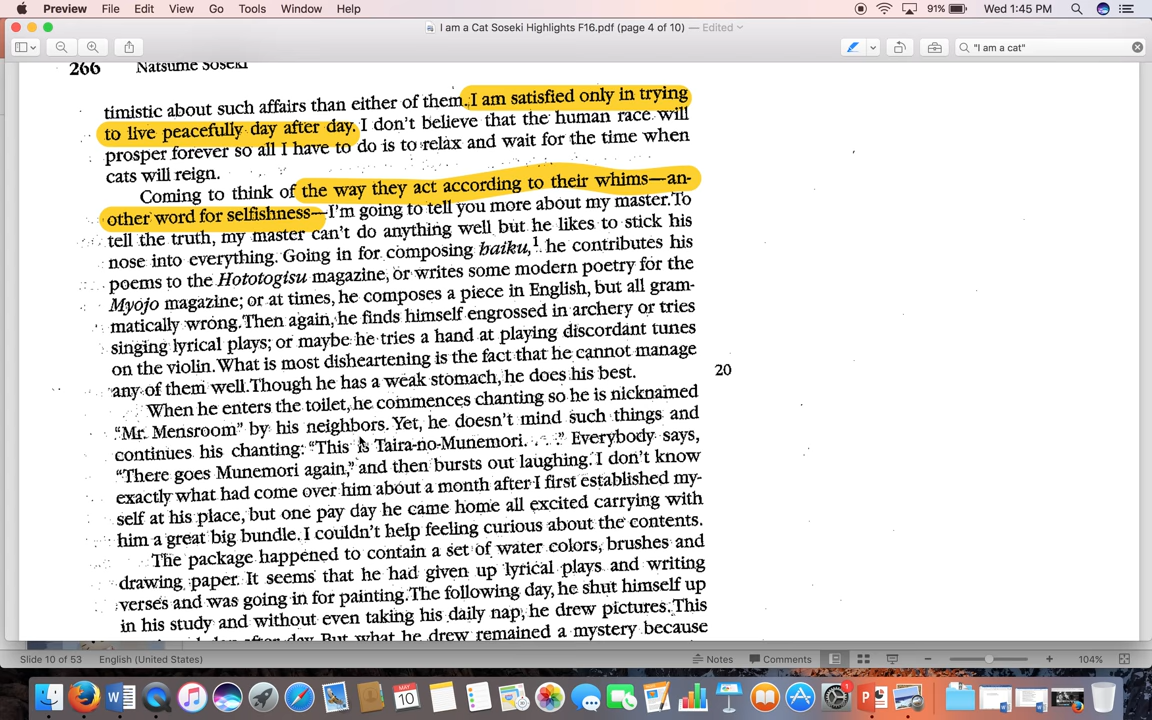 Preview File Edit View Go Tools Window Help 91% Wed 1:45 PM
I am a Cat Soseki Highlights F16.pdf (page 4 of 10) — Edited
"I am a cat"
266 Natsume Soseki
timistic about such affairs than either of them. I am satisfied only in trying
to live peacefully day after day. I don't believe that the human race will
prosper forever so all I have to do is to relax and wait for the time when
cats will reign.
Coming to think of the way they act according to their whims—an-
other word for selfishness—I'm going to tell you more about my master. To
tell the truth, my master can't do anything well but he likes to stick his
nose into everything. Going in for composing haiku,¹ he contributes his
poems to the Hototogisu magazine, or writes some modern poetry for the
Myojo magazine; or at times, he composes a piece in English, but all gram-
matically wrong. Then again, he finds himself engrossed in archery or tries
singing lyrical plays; or maybe he tries a hand at playing discordant tunes
on the violin. What is most disheartening is the fact that he cannot manage
any of them well. Though he has a weak stomach, he does his best. 20
When he enters the toilet, he commences chanting so he is nicknamed
"Mr. Mensroom" by his neighbors. Yet, he doesn't mind such things and
continues his chanting: "This is Taira-no-Munemori. . . ." Everybody says,
"There goes Munemori again," and then bursts out laughing. I don't know
exactly what had come over him about a month after I first established my-
self at his place, but one pay day he came home all excited carrying with
him a great big bundle. I couldn't help feeling curious about the contents.
The package happened to contain a set of water colors, brushes and
drawing paper. It seems that he had given up lyrical plays and writing
verses and was going in for painting. The following day, he shut himself up
in his study and without even taking his daily nap, he drew pictures. This
day after day. But what he drew remained a mystery because
Slide 10 of 53 English (United States) Notes Comments 104%
MAY
10
1